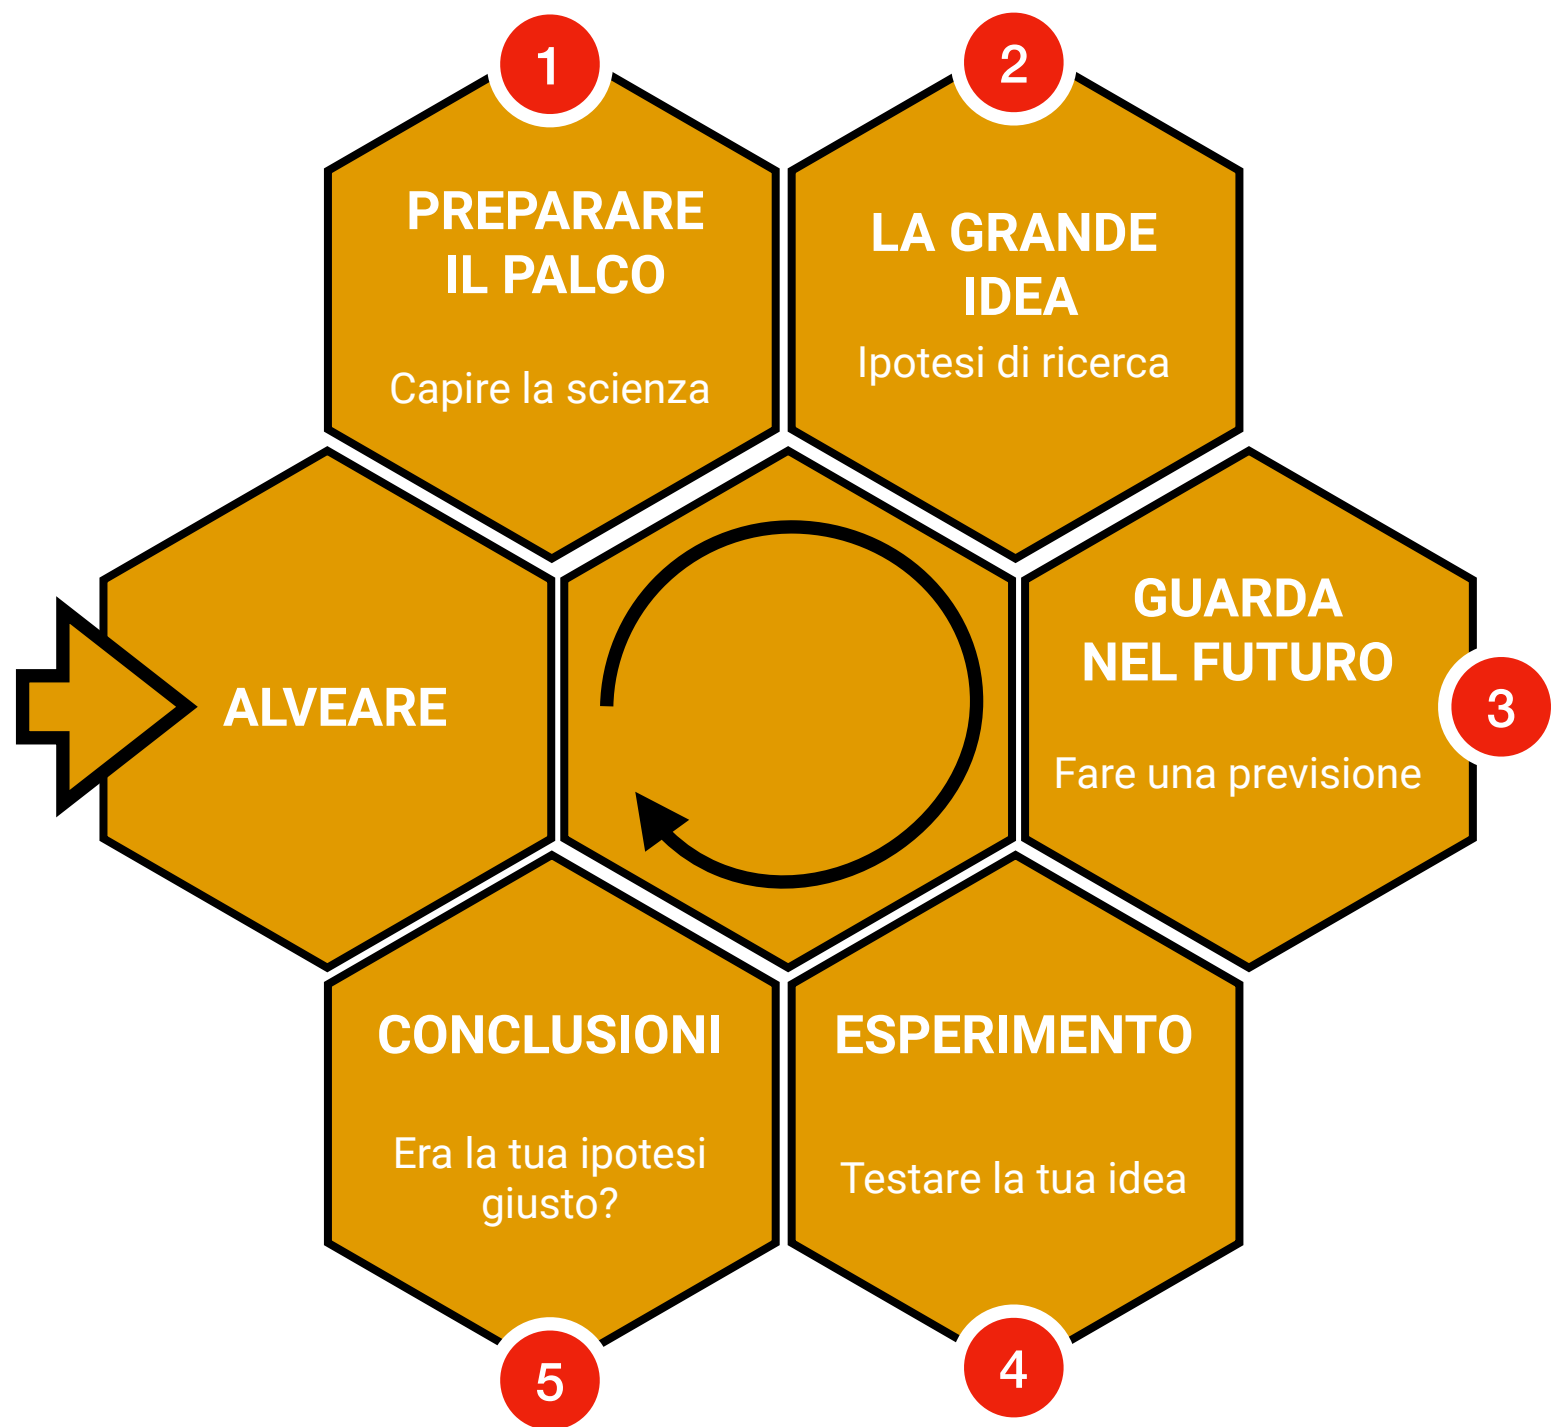 1
PREPARARE
IL PALCO
Capire la scienza
2
LA GRANDE
IDEA
Ipotesi di ricerca
ALVEARE
GUARDA
NEL FUTURO
Fare una previsione
3
CONCLUSIONI
Era la tua ipotesi
giusto?
5
ESPERIMENTO
Testare la tua idea
4